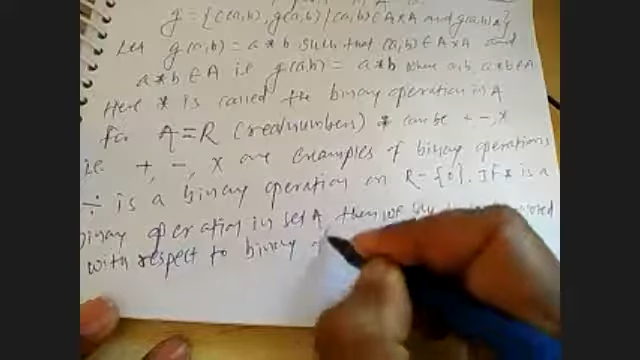 g = {((a,b), g(a,b)) / (a,b) ∈ A×A and g(a,b) ∈ A}
Let g(a,b) = a * b such that (a,b) ∈ A×A and
a * b ∈ A i.e g(a,b) = a * b where a,b, a*b ∈ A
Here * is called the binary operation in A
for A = R (real numbers) * can be + −, ×
i.e. +, −, × are examples of binary operations
÷ is a binary operation on R − {0}. If * is a
binary operation in set A then we say
with respect to binary